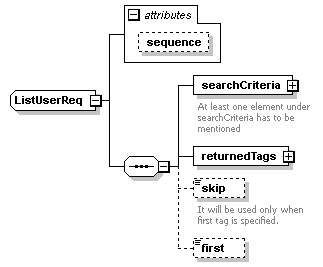 attributes
sequence
ListUserReq
searchCriteria
At least one element under
searchCriteria has to be
mentioned
returnedTags
skip
It will be used only when
first tag is specified.
first